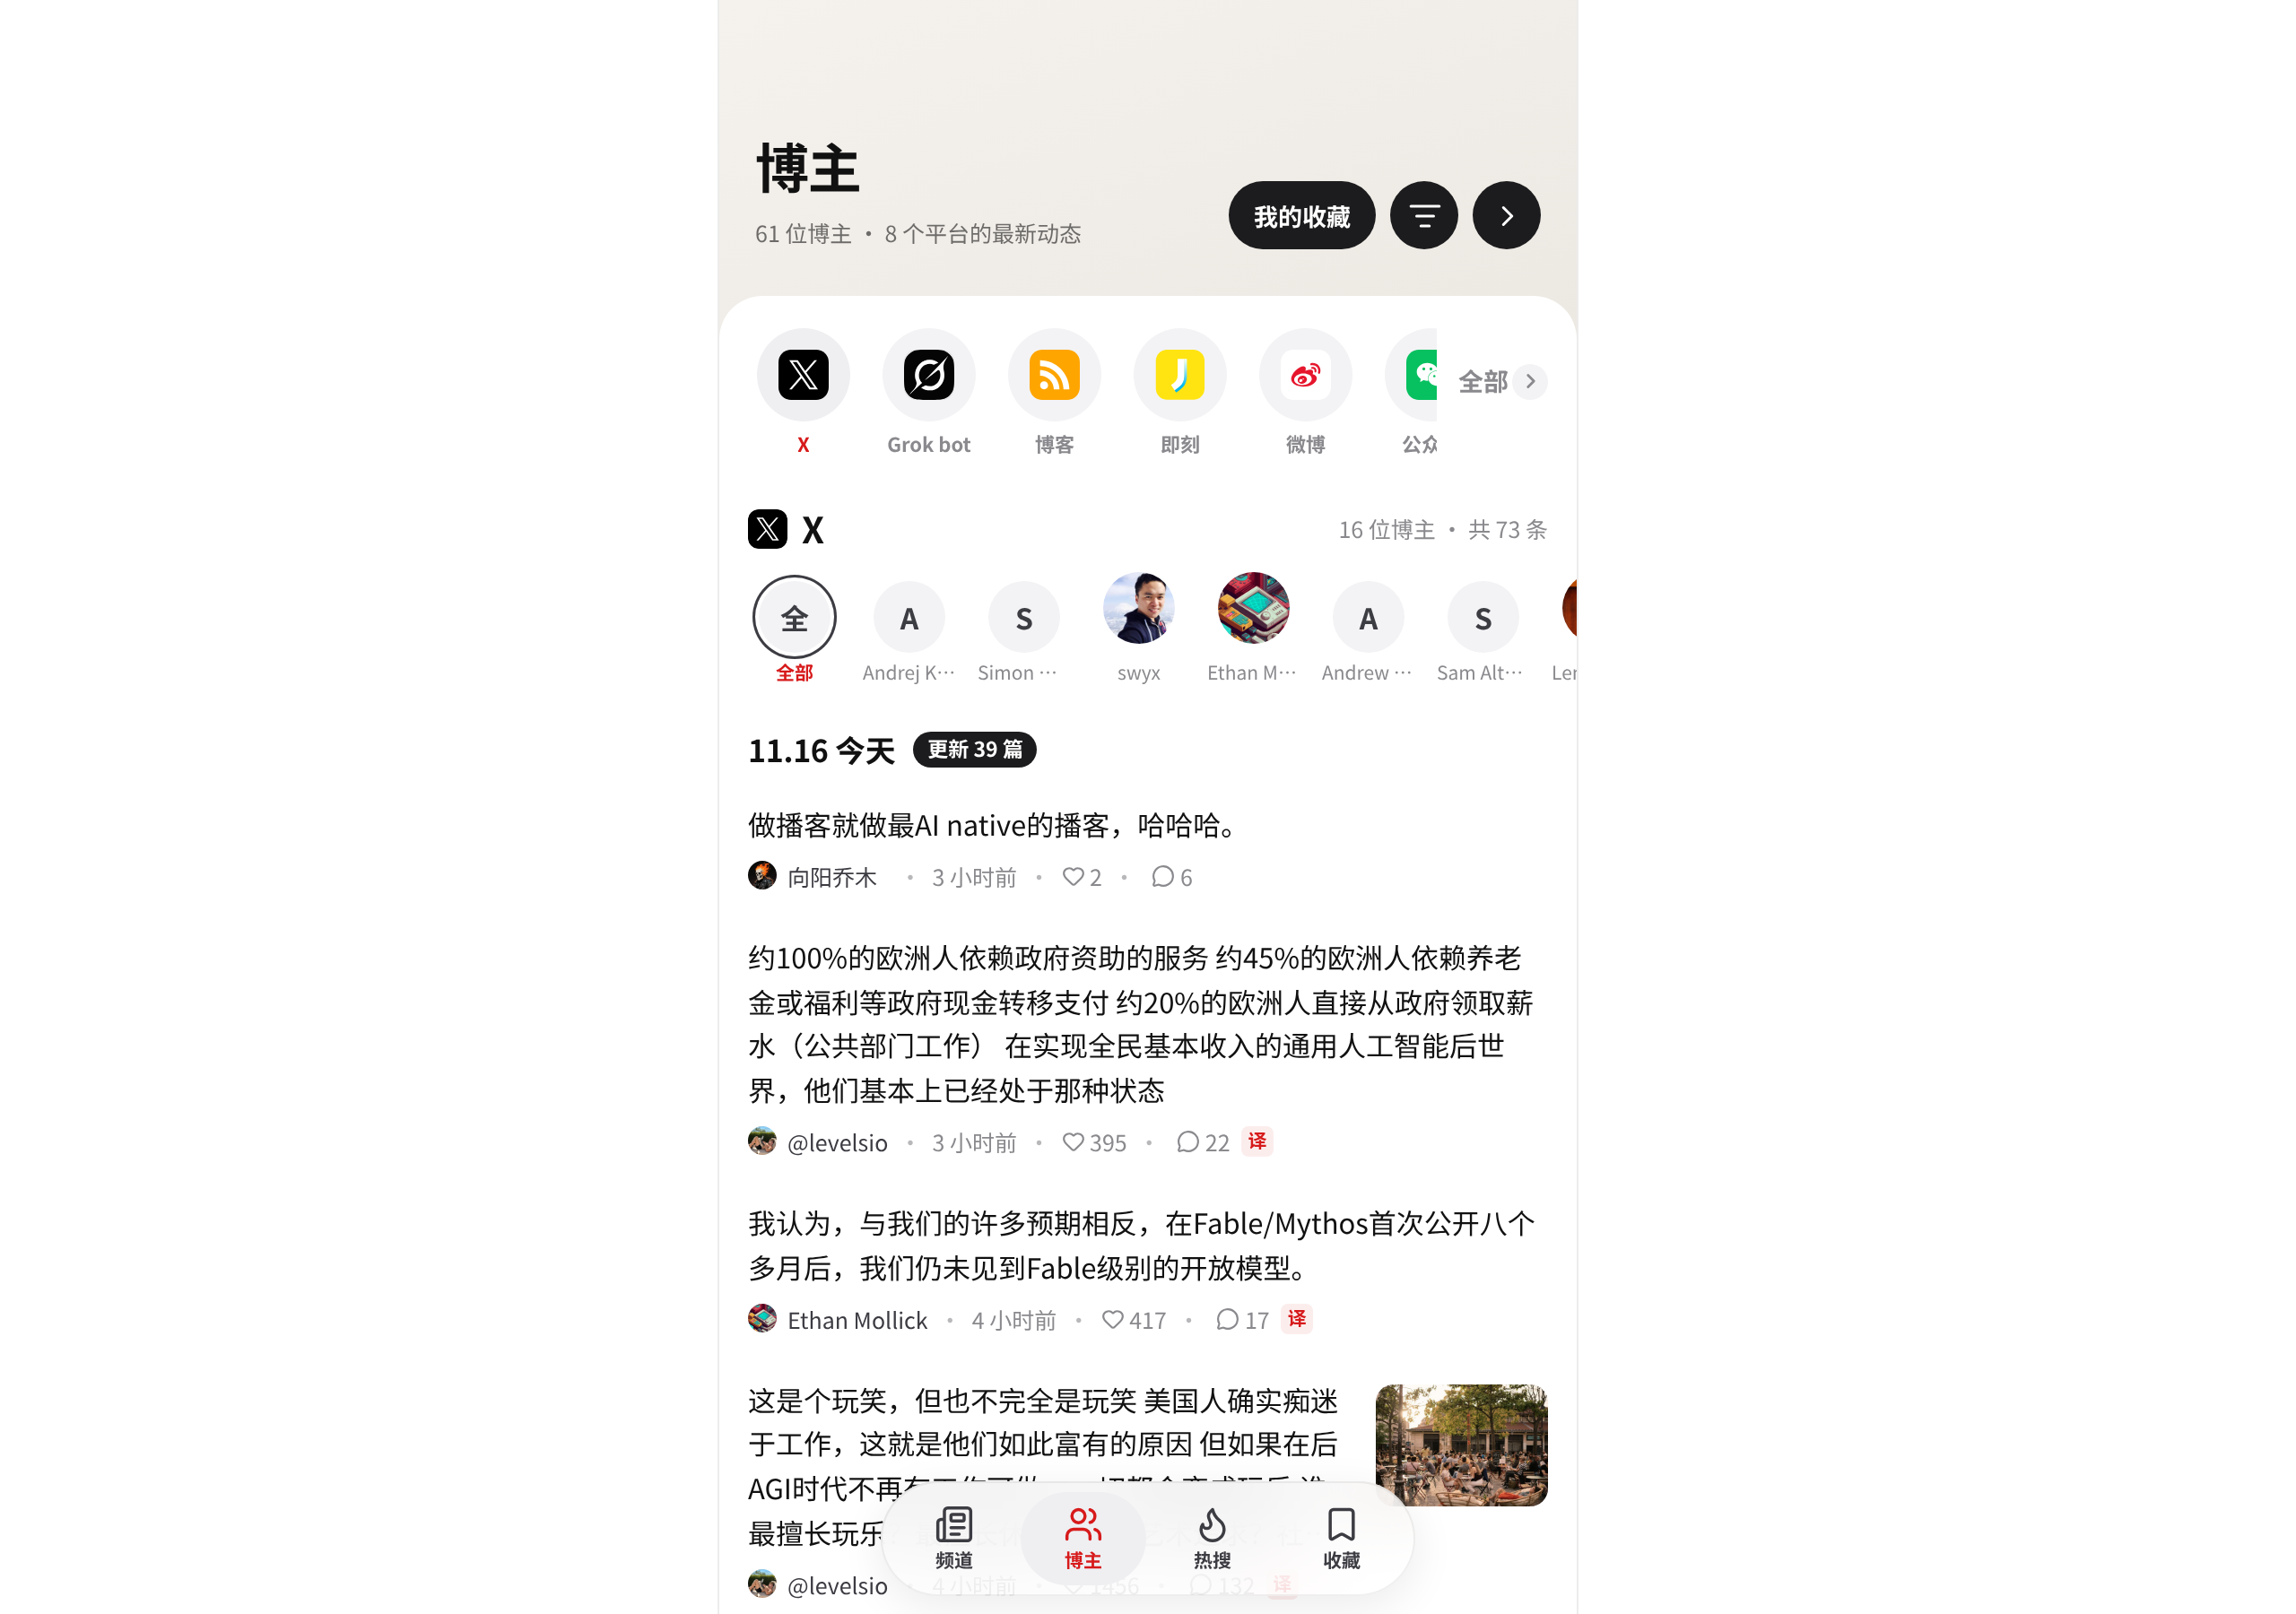 博主
61 位博主 · 8 个平台的最新动态
我的收藏
X
Grok bot
博客
即刻
微博
公众
全部
X
16 位博主 · 共 73 条
全
A
S
A
S
全部
Andrej K…
Simon …
swyx
Ethan M…
Andrew …
Sam Alt…
Ler
11.16 今天
更新 39 篇
做播客就做最AI native的播客，哈哈哈。
向阳乔木 · 3 小时前 · 2 · 6
约100%的欧洲人依赖政府资助的服务 约45%的欧洲人依赖养老
金或福利等政府现金转移支付 约20%的欧洲人直接从政府领取薪
水（公共部门工作） 在实现全民基本收入的通用人工智能后世
界，他们基本上已经处于那种状态
@levelsio · 3 小时前 · 395 · 22 译
我认为，与我们的许多预期相反，在Fable/Mythos首次公开八个
多月后，我们仍未见到Fable级别的开放模型。
Ethan Mollick · 4 小时前 · 417 · 17 译
这是个玩笑，但也不完全是玩笑 美国人确实痴迷
于工作，这就是他们如此富有的原因 但如果在后
AGI时代不再
最擅长玩乐
@levelsio · 4 小时前 · 1456 · 132 译
频道
博主
热搜
收藏